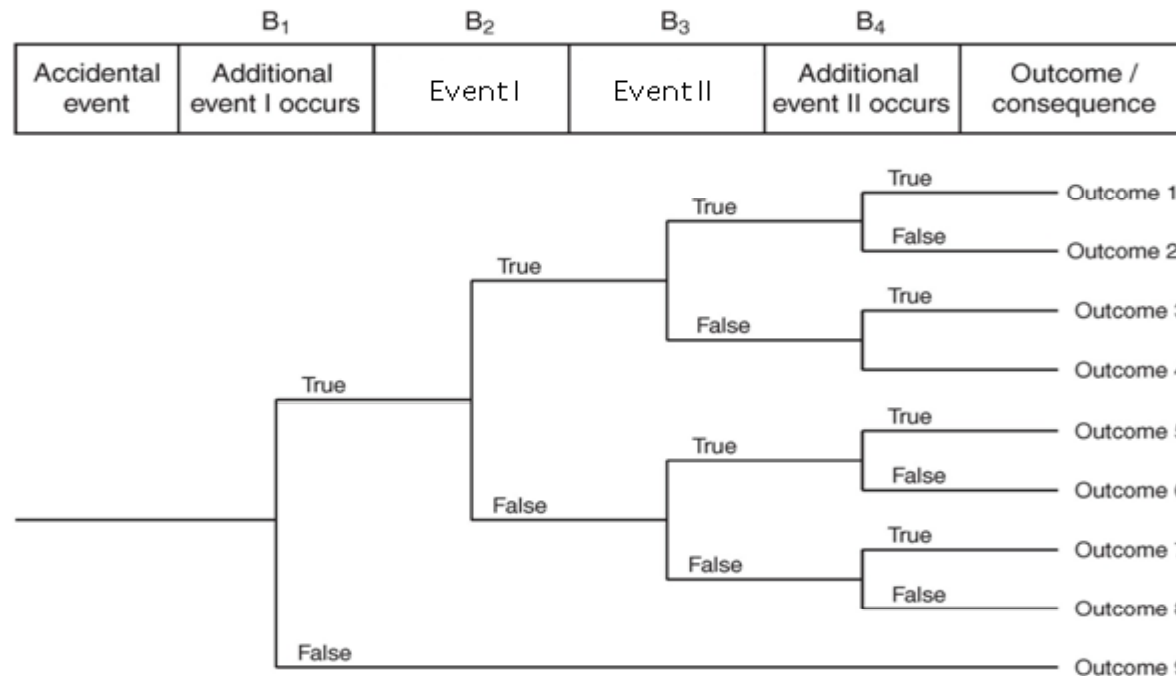 B₁ B₂ B₃ B₄
Accidental event
Additional event I occurs
Event I
Event II
Additional event II occurs
Outcome / consequence
True
Outcome 1
True
False
Outcome 2
True
True
Outcome
False
Outcome
True
True
Outcome
True
False
Outcome
False
True
Outcome
False
False
Outcome
False
Outcome